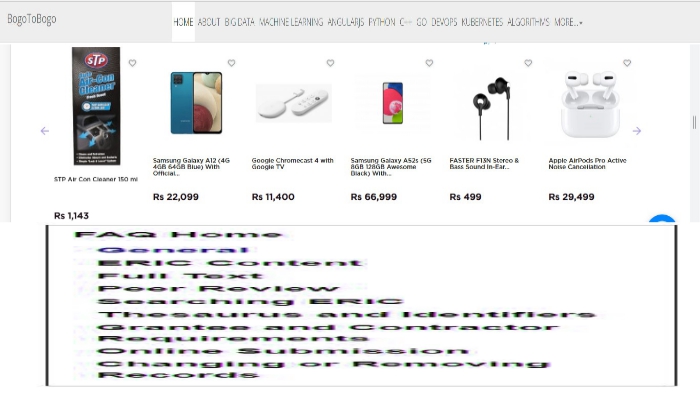 BogoToBogo
HOME ABOUT BIG DATA MACHINE LEARNING ANGULARJS PYTHON C++ GO DEVOPS KUBERNETES ALGORITHMS MORE...
STP
Air-Con
Cleaner
STP Air Con Cleaner 150 ml
Rs 1,143
Samsung Galaxy A12 (4G
4GB 64GB Blue) With
Official...
Rs 22,099
Google Chromecast 4 with
Google TV
Rs 11,400
Samsung Galaxy A52s (5G
8GB 128GB Awesome
Black) With...
Rs 66,999
FASTER F13N Stereo &
Bass Sound In-Ear...
Rs 499
Apple AirPods Pro Active
Noise Cancellation
Rs 29,499
FAQ Home
General
ERIC Content
Full Text
Peer Review
Searching ERIC
Thesaurus and Identifiers
Grantee and Contractor
Requirements
Online Submission
Changing or Removing
Records